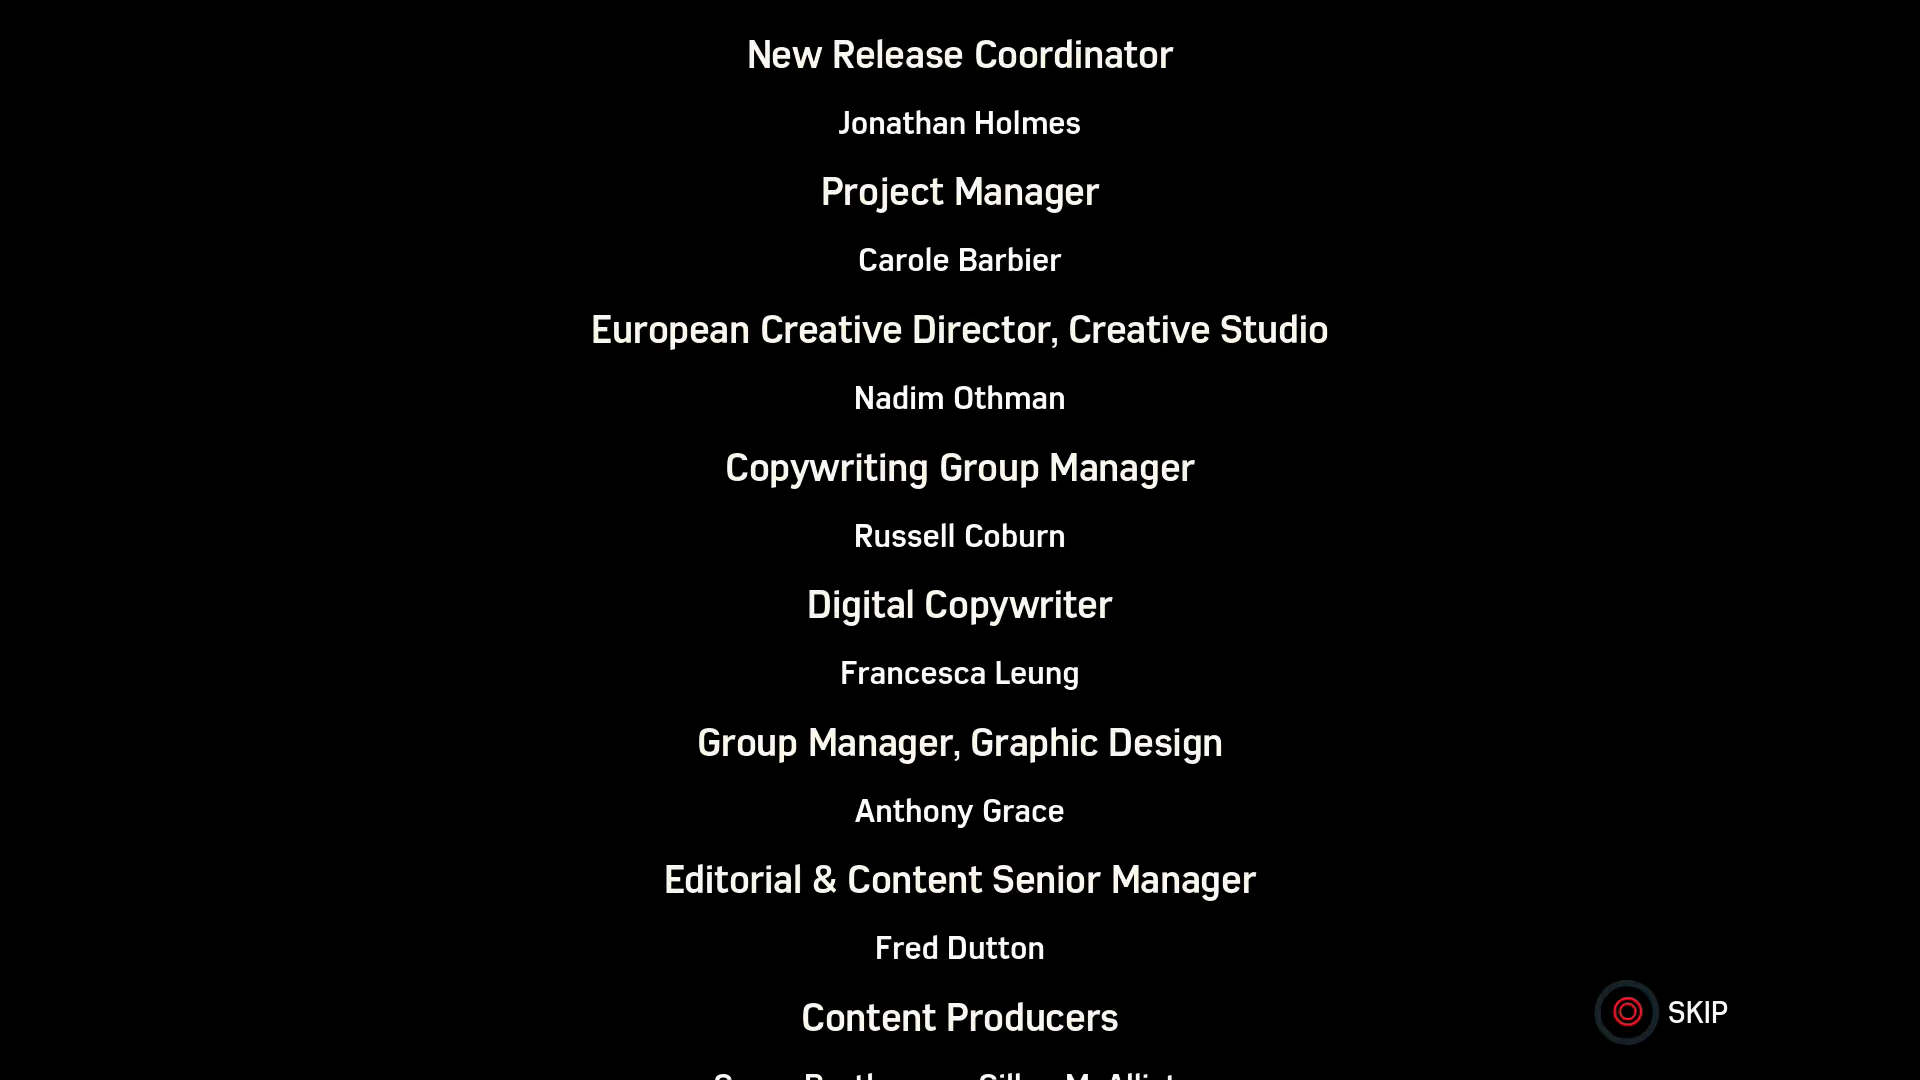 New Release Coordinator
Jonathan Holmes
Project Manager
Carole Barbier
European Creative Director, Creative Studio
Nadim Othman
Copywriting Group Manager
Russell Coburn
Digital Copywriter
Francesca Leung
Group Manager, Graphic Design
Anthony Grace
Editorial & Content Senior Manager
Fred Dutton
Content Producers
SKIP